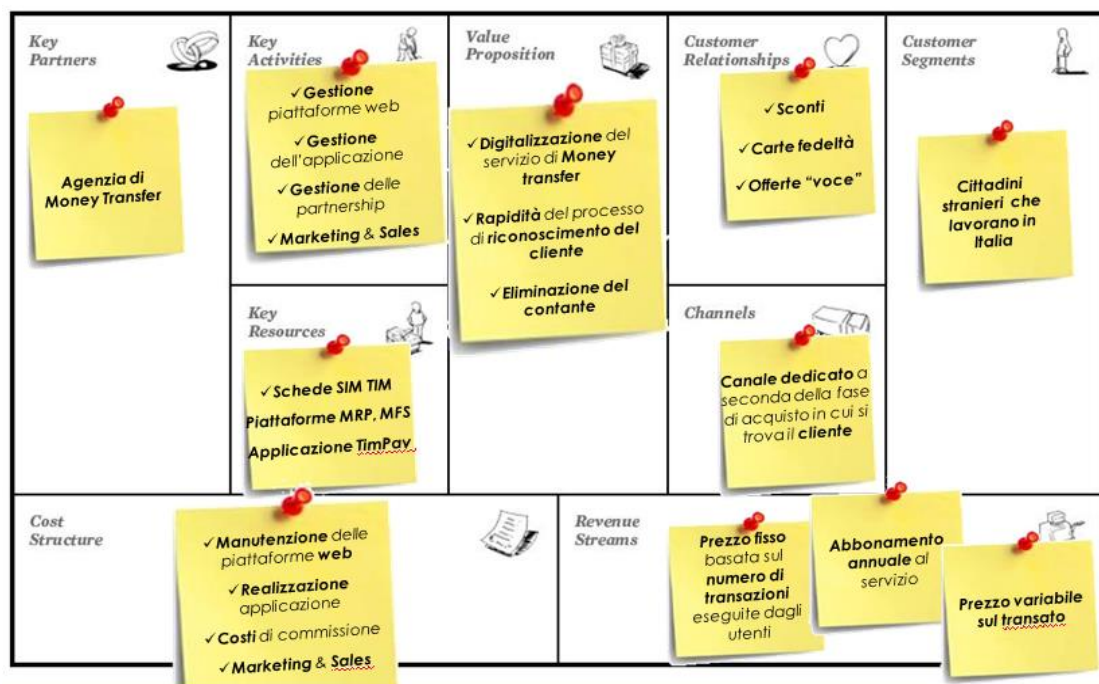 Key
Partners
Agenzia di
Money Transfer
Key
Activities
✓Gestione
piattaforme web
✓Gestione
dell'applicazione
✓Gestione delle
partnership
✓Marketing & Sales
Key
Resources
✓Schede SIM TIM
Piattaforme MRP, MFS
Applicazione TimPay
Value
Proposition
✓Digitalizzazione del
servizio di Money
transfer
✓Rapidità del processo
di riconoscimento del
cliente
✓Eliminazione del
contante
Customer
Relationships
✓Sconti
✓Carte fedeltà
✓Offerte "voce"
Channels
Canale dedicato a
seconda della fase
di acquisto in cui si
trova il cliente
Customer
Segments
Cittadini
stranieri che
lavorano in
Italia
Cost
Structure
✓Manutenzione delle
piattaforme web
✓Realizzazione
applicazione
✓Costi di commissione
✓Marketing & Sales
Revenue
Streams
Prezzo fisso
basata sul
numero di
transazioni
eseguite dagli
utenti
Abbonamento
annuale al
servizio
Prezzo variabile
sul transato